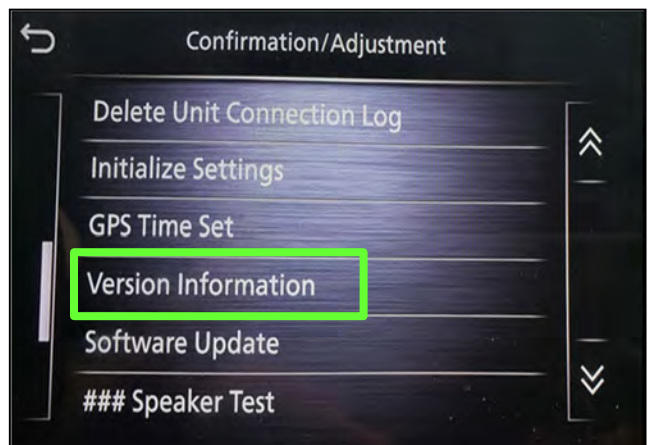 Confirmation/Adjustment
Delete Unit Connection Log
Initialize Settings
GPS Time Set
Version Information
Software Update
### Speaker Test